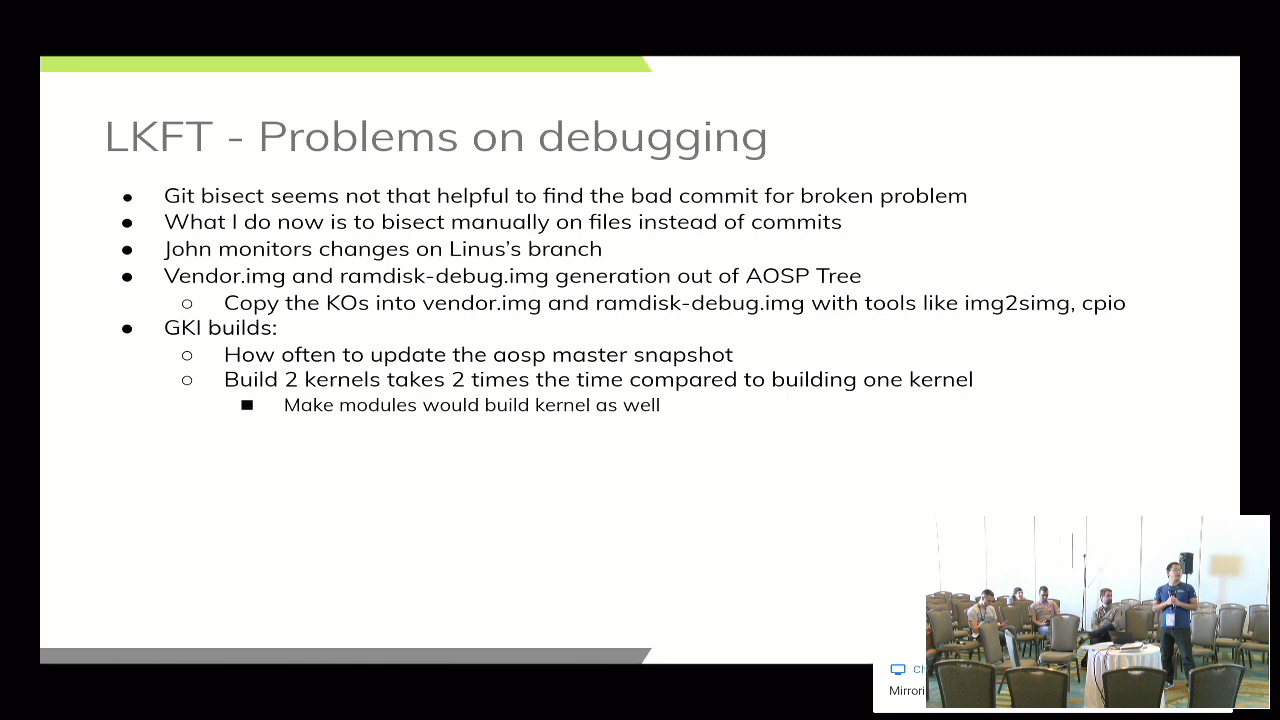 LKFT - Problems on debugging
● Git bisect seems not that helpful to find the bad commit for broken problem
● What I do now is to bisect manually on files instead of commits
● John monitors changes on Linus’s branch
● Vendor.img and ramdisk-debug.img generation out of AOSP Tree
○ Copy the KOs into vendor.img and ramdisk-debug.img with tools like img2simg, cpio
● GKI builds:
○ How often to update the aosp master snapshot
○ Build 2 kernels takes 2 times the time compared to building one kernel
■ Make modules would build kernel as well